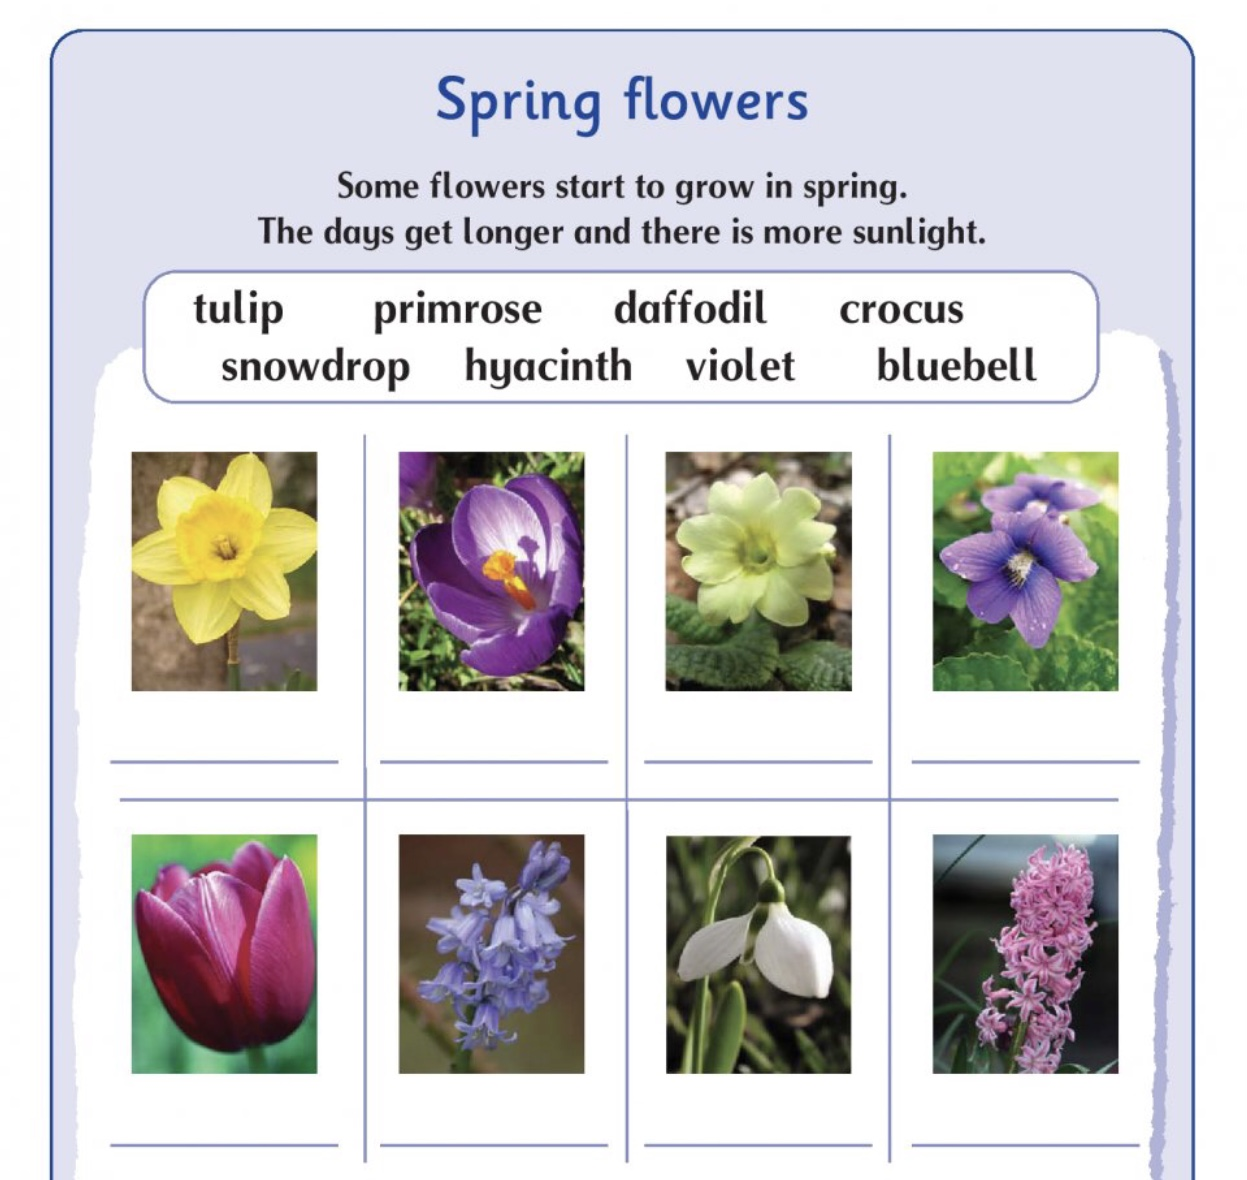 Spring flowers
Some flowers start to grow in spring.
The days get longer and there is more sunlight.
tulip primrose daffodil crocus
snowdrop hyacinth violet bluebell